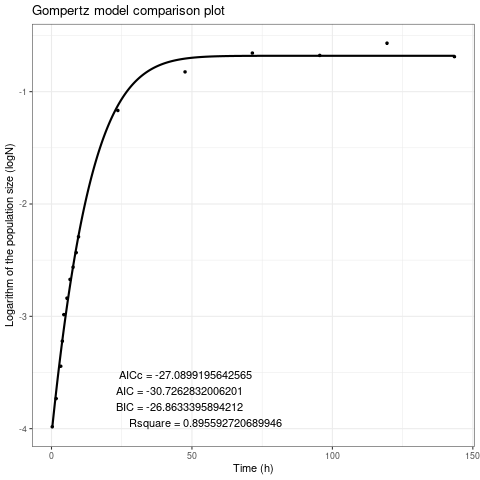 Gompertz model comparison plot
Logarithm of the population size (logN)
-1
-2
-3
-4
AICc = -27.0899195642565
AIC = -30.7262832006201
BIC = -26.8633395894212
Rsquare = 0.895592720689946
0 50 100 150
Time (h)